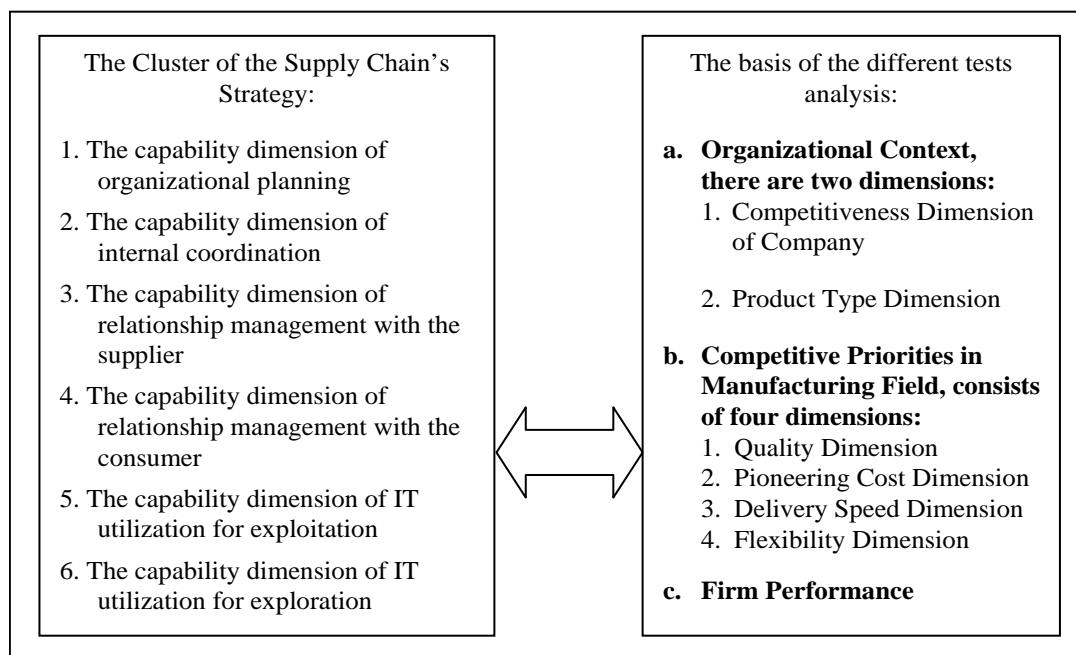 The Cluster of the Supply Chain's
Strategy:
1. The capability dimension of
organizational planning
2. The capability dimension of
internal coordination
3. The capability dimension of
relationship management with the
supplier
4. The capability dimension of
relationship management with the
consumer
5. The capability dimension of IT
utilization for exploitation
6. The capability dimension of IT
utilization for exploration
The basis of the different tests
analysis:
a. Organizational Context,
there are two dimensions:
1. Competitiveness Dimension
of Company
2. Product Type Dimension
b. Competitive Priorities in
Manufacturing Field, consists
of four dimensions:
1. Quality Dimension
2. Pioneering Cost Dimension
3. Delivery Speed Dimension
4. Flexibility Dimension
c. Firm Performance